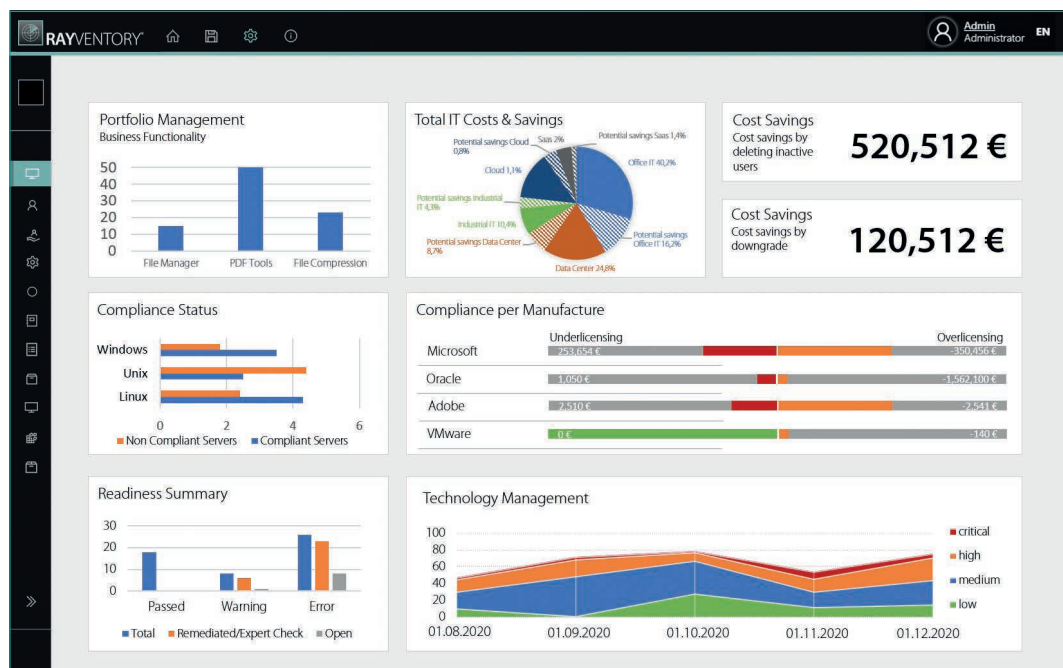 RAYVENTORY
Admin
Administrator
EN
Portfolio Management
Business Functionality
50
40
30
20
10
0
File Manager
PDF Tools
File Compression
Total IT Costs & Savings
Potential savings Cloud
0,8%
Saas 2%
Potential savings Saas 1,4%
Office IT 40,2%
Cloud 1,1%
Potential savings Industrial
IT 4,3%
Industrial IT 10,4%
Potential savings Data Center
8,7%
Data Center 24,8%
Potential savings
Office IT 16,2%
Cost Savings
Cost savings by
deleting inactive
users
520,512 €
Cost Savings
Cost savings by
downgrade
120,512 €
Compliance Status
Windows
Unix
Linux
0 2 4 6
Non Compliant Servers
Compliant Servers
Compliance per Manufacture
Underlicensing
Overlicensing
Microsoft
253,654 €
-350,456 €
Oracle
1,050 €
-1,562,100 €
Adobe
2.510 €
-2.541 €
VMware
0 €
-140 €
Readiness Summary
30
20
10
0
Passed
Warning
Error
Total
Remediated/Expert Check
Open
Technology Management
100
80
60
40
20
0
01.08.2020
01.09.2020
01.10.2020
01.11.2020
01.12.2020
critical
high
medium
low